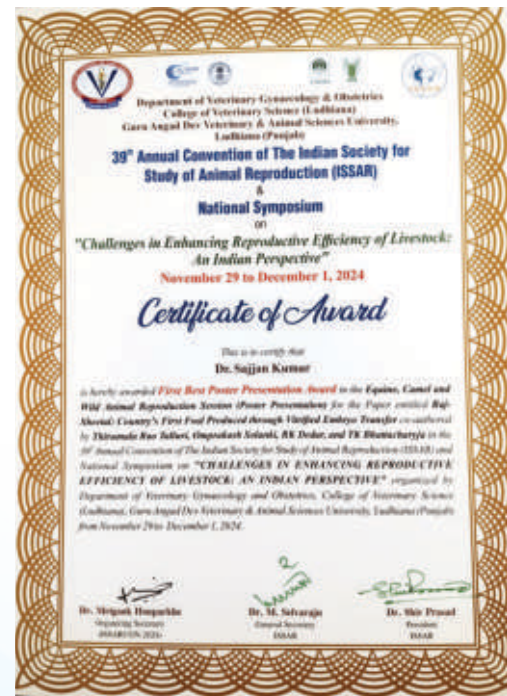 Department of Veterinary Gynaecology & Obstetrics
College of Veterinary Science (Ludhiana)
Guru Angad Dev Veterinary & Animal Sciences University,
Ludhiana (Punjab)
39th Annual Convention of The Indian Society for
Study of Animal Reproduction (ISSAR)
&
National Symposium
on
"Challenges in Enhancing Reproductive Efficiency of Livestock:
An Indian Perspective"
November 29 to December 1, 2024
Certificate of Award
This is to certify that
Dr. Sajjan Kumar
is hereby awarded First Best Poster Presentation Award in the Equine, Camel and
Wild Animal Reproduction Session (Poster Presentation) for the Paper entitled Raj-
Sheetal: Country's First Foal Produced through Vitrified Embryo Transfer co-authored
by Thirumala Rao Talluri, Omprakash Solanki, RK Dedar, and TK Bhattacharyja in the
39th Annual Convention of The Indian Society for Study of Animal Reproduction (ISSAR) and
National Symposium on "CHALLENGES IN ENHANCING REPRODUCTIVE
EFFICIENCY OF LIVESTOCK: AN INDIAN PERSPECTIVE" organized by
Department of Veterinary Gynaecology and Obstetrics, College of Veterinary Science
(Ludhiana), Guru Angad Dev Veterinary & Animal Sciences University, Ludhiana (Punjab)
from November 29 to December 1, 2024.
Dr. Mrigank Honparkhe
Organizing Secretary
Dr. M. Selvaraju
General Secretary
ISSAR
Dr. Shiv Prasad
President
ISSAR